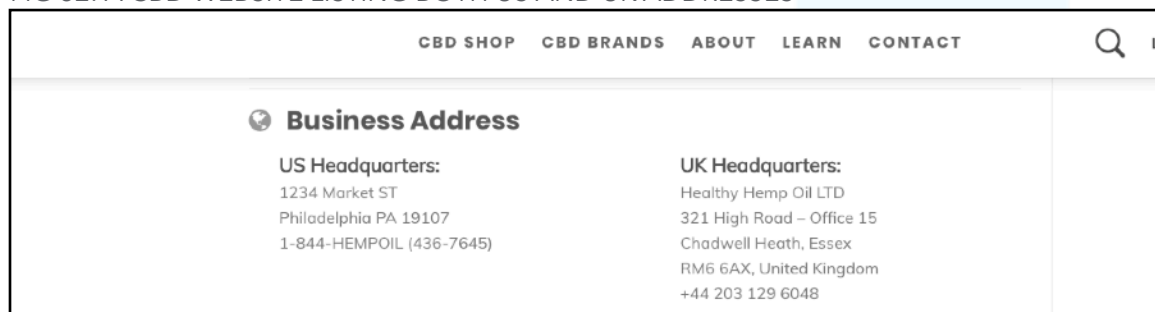 CBD SHOP CBD BRANDS ABOUT LEARN CONTACT
Business Address
US Headquarters:
1234 Market ST
Philadelphia PA 19107
1-844-HEMPOIL (436-7645)
UK Headquarters:
Healthy Hemp Oil LTD
321 High Road – Office 15
Chadwell Heath, Essex
RM6 6AX, United Kingdom
+44 203 129 6048